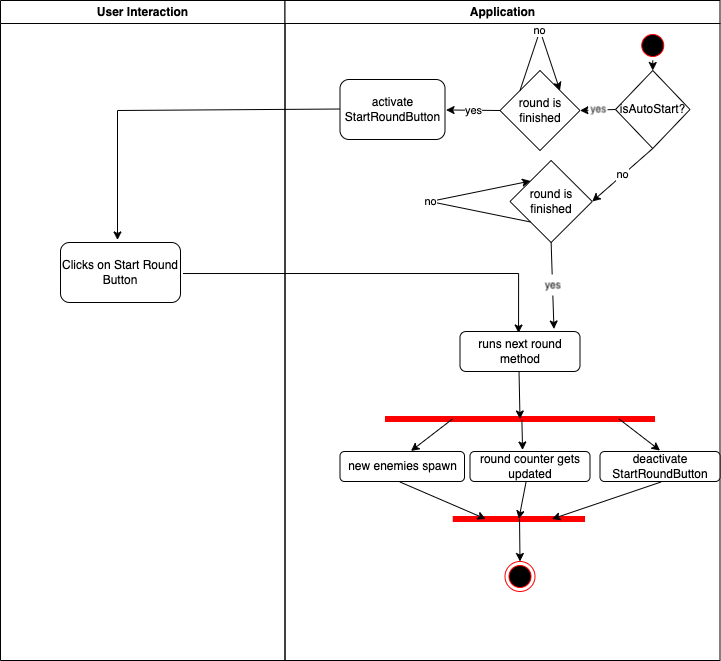 User Interaction
Application
no
activate
StartRoundButton
yes
round is
finished
yes
isAutoStart?
no
no
round is
finished
Clicks on Start Round
Button
yes
runs next round
method
new enemies spawn
round counter gets
updated
deactivate
StartRoundButton